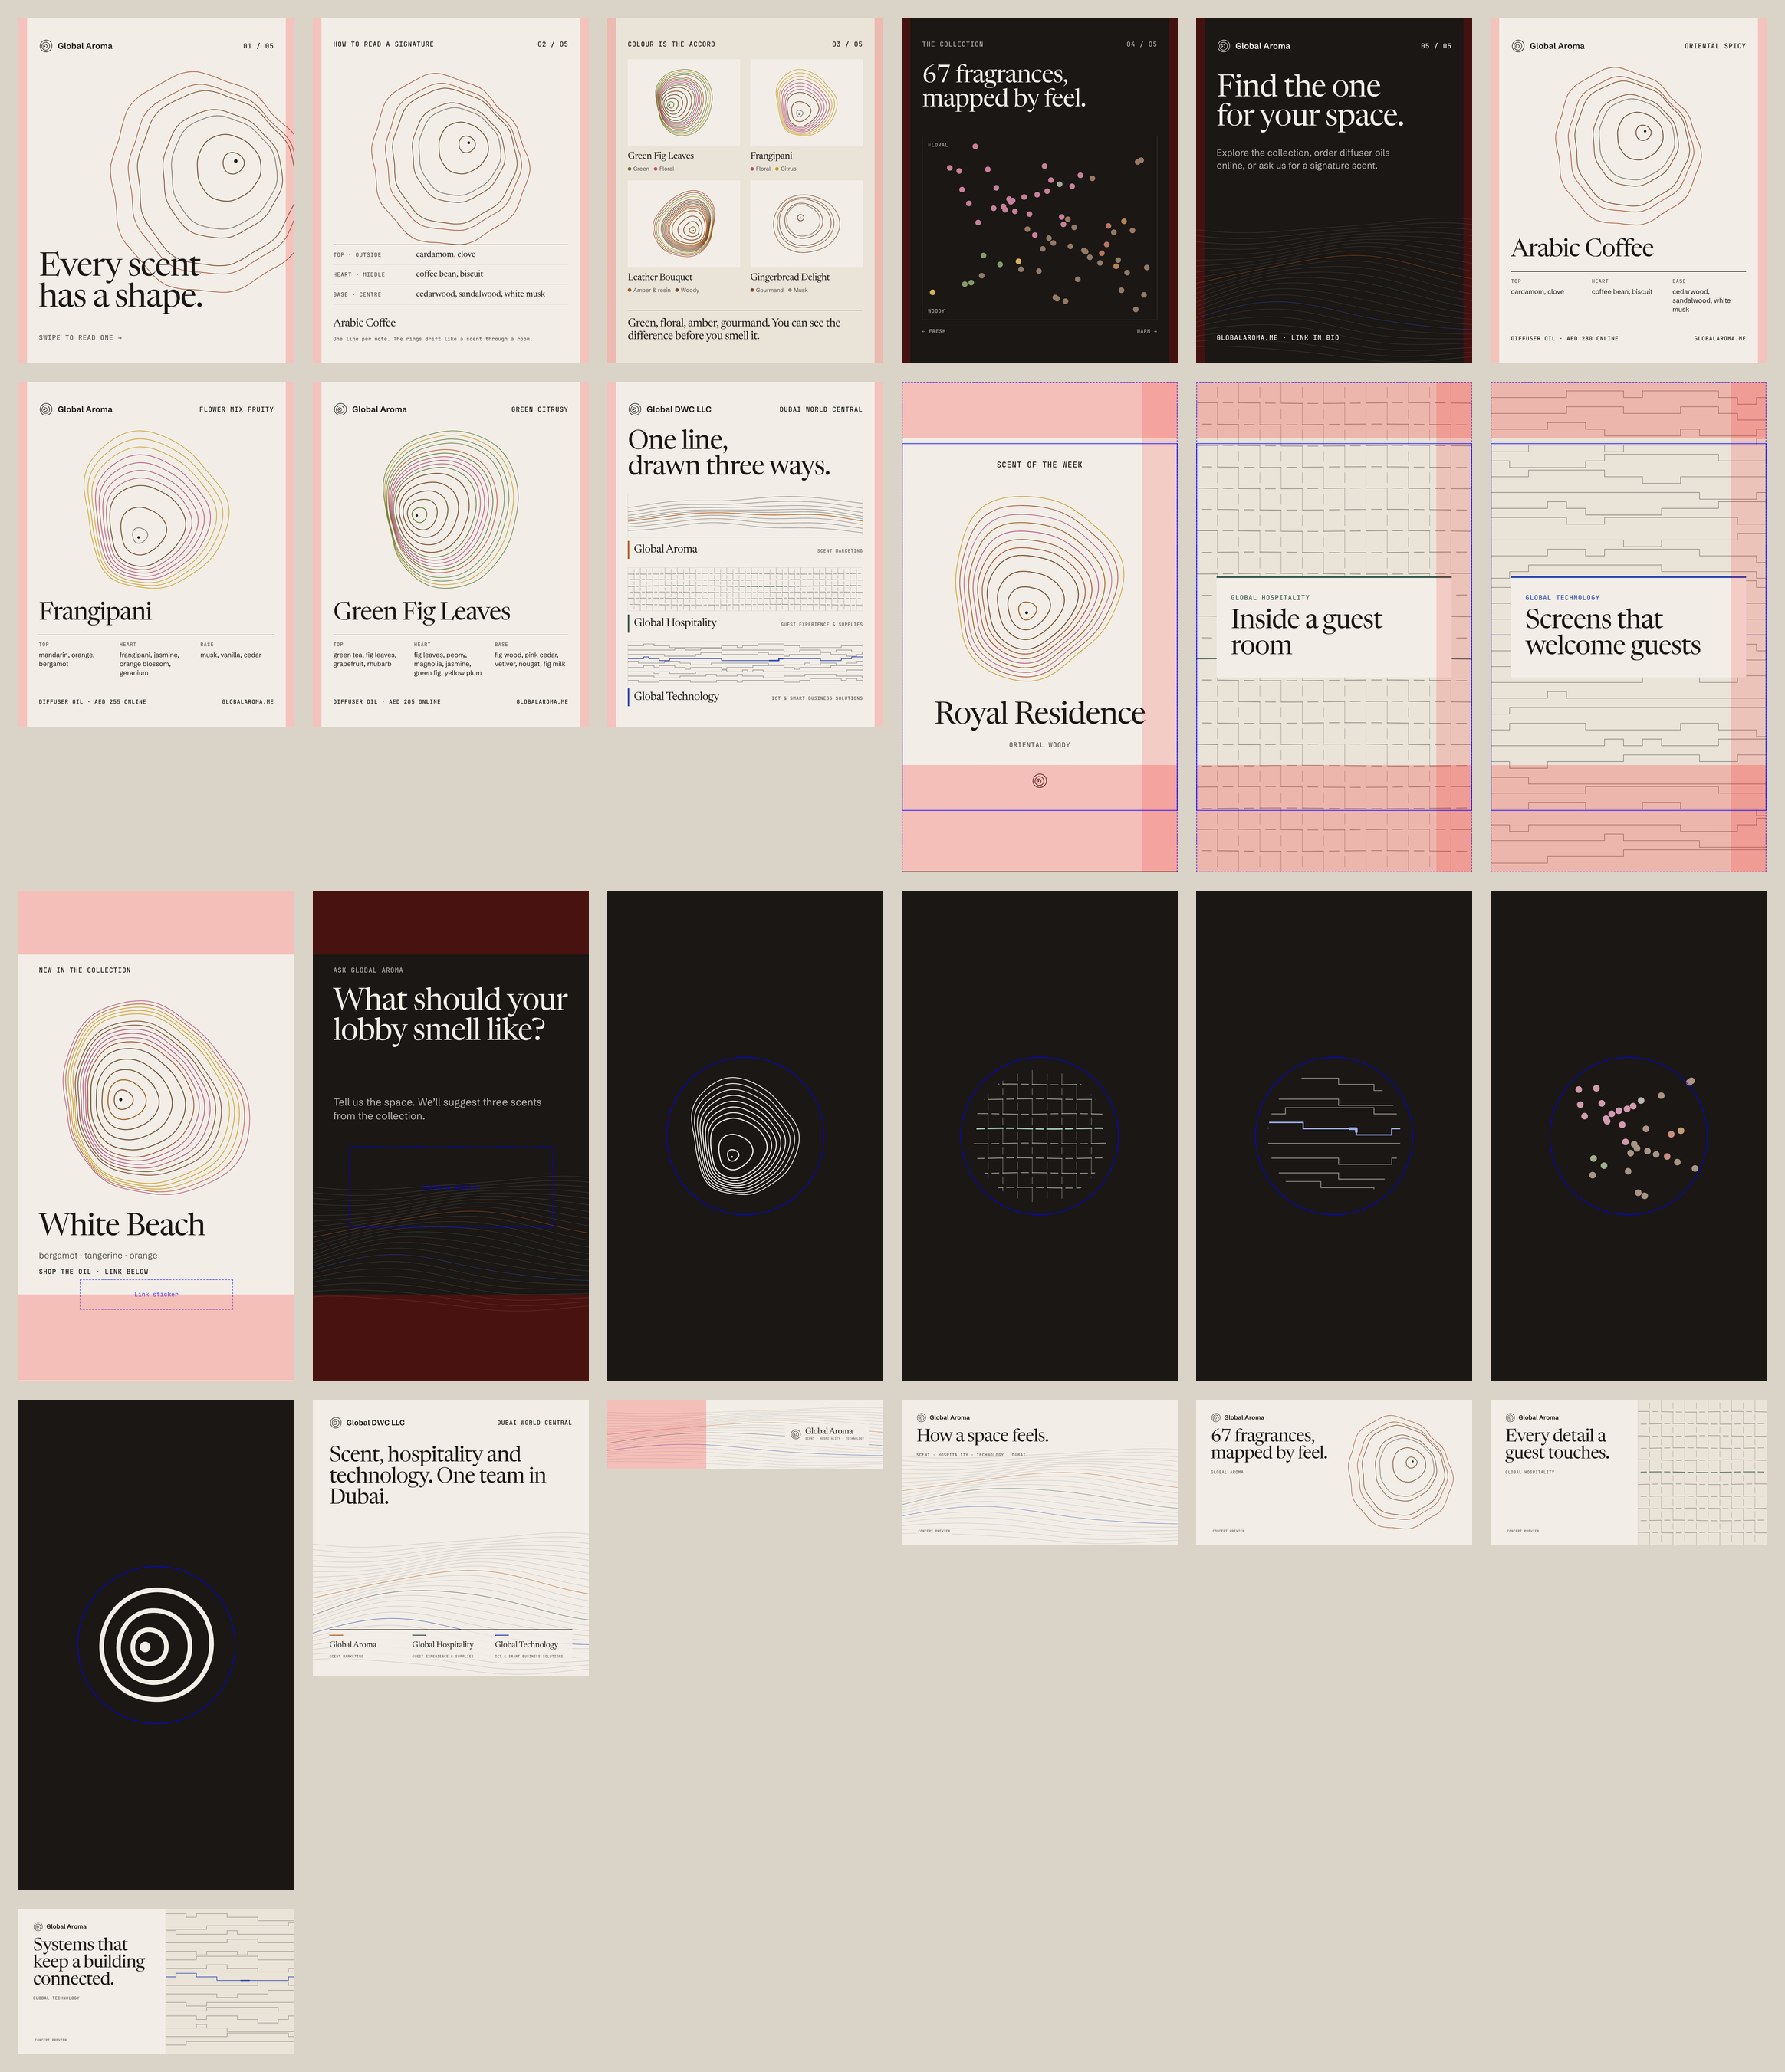 Global Aroma
01 / 05
Every scent
has a shape.
SWIPE TO READ ONE →
HOW TO READ A SIGNATURE
02 / 05
TOP · OUTSIDE
cardamom, clove
HEART · MIDDLE
coffee bean, biscuit
BASE · CENTRE
cedarwood, sandalwood, white musk
Arabic Coffee
One line per note. The rings drift like a scent through a room.
COLOUR IS THE ACCORD
03 / 05
Green Fig Leaves
Green Floral
Frangipani
Floral Citrus
Leather Bouquet
Amber & resin Woody
Gingerbread Delight
Gourmand Musk
Green, floral, amber, gourmand. You can see the
difference before you smell it.
THE COLLECTION
04 / 05
67 fragrances,
mapped by feel.
FLORAL
WOODY
← FRESH
WARM →
Global Aroma
05 / 05
Find the one
for your space.
Explore the collection, order diffuser oils
online, or ask us for a signature scent.
GLOBALAROMA.ME · LINK IN BIO
Global Aroma
ORIENTAL SPICY
Arabic Coffee
TOP
cardamom, clove
HEART
coffee bean, biscuit
BASE
cedarwood,
sandalwood, white
musk
DIFFUSER OIL · AED 280 ONLINE
GLOBALAROMA.ME
Global Aroma
FLOWER MIX FRUITY
Frangipani
TOP
mandarin, orange,
bergamot
HEART
frangipani, jasmine,
orange blossom,
geranium
BASE
musk, vanilla, cedar
DIFFUSER OIL · AED 255 ONLINE
GLOBALAROMA.ME
Global Aroma
GREEN CITRUSY
Green Fig Leaves
TOP
green tea, fig leaves,
grapefruit, rhubarb
HEART
fig leaves, peony,
magnolia, jasmine,
green fig, yellow plum
BASE
fig wood, pink cedar,
vetiver, nougat, fig milk
DIFFUSER OIL · AED 205 ONLINE
GLOBALAROMA.ME
Global DWC LLC
DUBAI WORLD CENTRAL
One line,
drawn three ways.
Global Aroma
SCENT MARKETING
Global Hospitality
GUEST EXPERIENCE & SUPPLIES
Global Technology
ICT & SMART BUSINESS SOLUTIONS
SCENT OF THE WEEK
Royal Residence
ORIENTAL WOODY
GLOBAL HOSPITALITY
Inside a guest
room
GLOBAL TECHNOLOGY
Screens that
welcome guests
NEW IN THE COLLECTION
White Beach
bergamot · tangerine · orange
SHOP THE OIL · LINK BELOW
Link sticker
ASK GLOBAL AROMA
What should your
lobby smell like?
Tell us the space. We'll suggest three scents
from the collection.
Global DWC LLC
DUBAI WORLD CENTRAL
Scent, hospitality and
technology. One team in
Dubai.
Global Aroma
SCENT MARKETING
Global Hospitality
GUEST EXPERIENCE & SUPPLIES
Global Technology
ICT & SMART BUSINESS SOLUTIONS
Global Aroma
SCENT · HOSPITALITY · TECHNOLOGY
Global Aroma
How a space feels.
SCENT · HOSPITALITY · TECHNOLOGY · DUBAI
CONCEPT PREVIEW
Global Aroma
67 fragrances,
mapped by feel.
GLOBAL AROMA
CONCEPT PREVIEW
Global Aroma
Every detail a
guest touches.
GLOBAL HOSPITALITY
CONCEPT PREVIEW
Global Aroma
Systems that
keep a building
connected.
GLOBAL TECHNOLOGY
CONCEPT PREVIEW